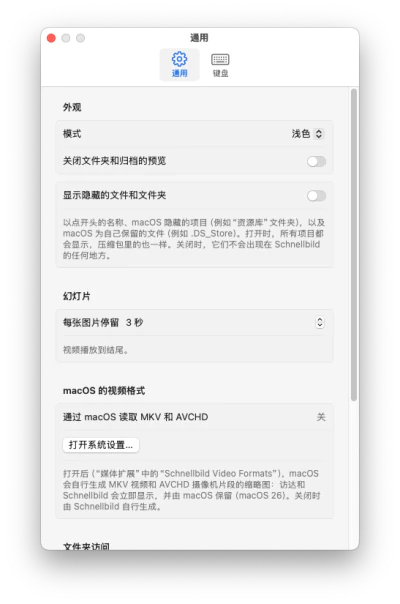 通用
通用
键盘
外观
模式
浅色
关闭文件夹和归档的预览
显示隐藏的文件和文件夹
以点开头的名称、macOS 隐藏的项目 (例如“资源库”文件夹)，以及
macOS 为自己保留的文件 (例如 .DS_Store)。打开时，所有项目都
会显示，压缩包里的也一样。关闭时，它们不会出现在 Schnellbild
的任何地方。
幻灯片
每张图片停留 3 秒
视频播放到结尾。
macOS 的视频格式
通过 macOS 读取 MKV 和 AVCHD
关
打开系统设置...
打开后 (“媒体扩展”中的“Schnellbild Video Formats”)，macOS
会自行生成 MKV 视频和 AVCHD 摄像机片段的缩略图：访达和
Schnellbild 会立即显示，并由 macOS 保留 (macOS 26)。关闭时
由 Schnellbild 自行生成。
文件夹访问